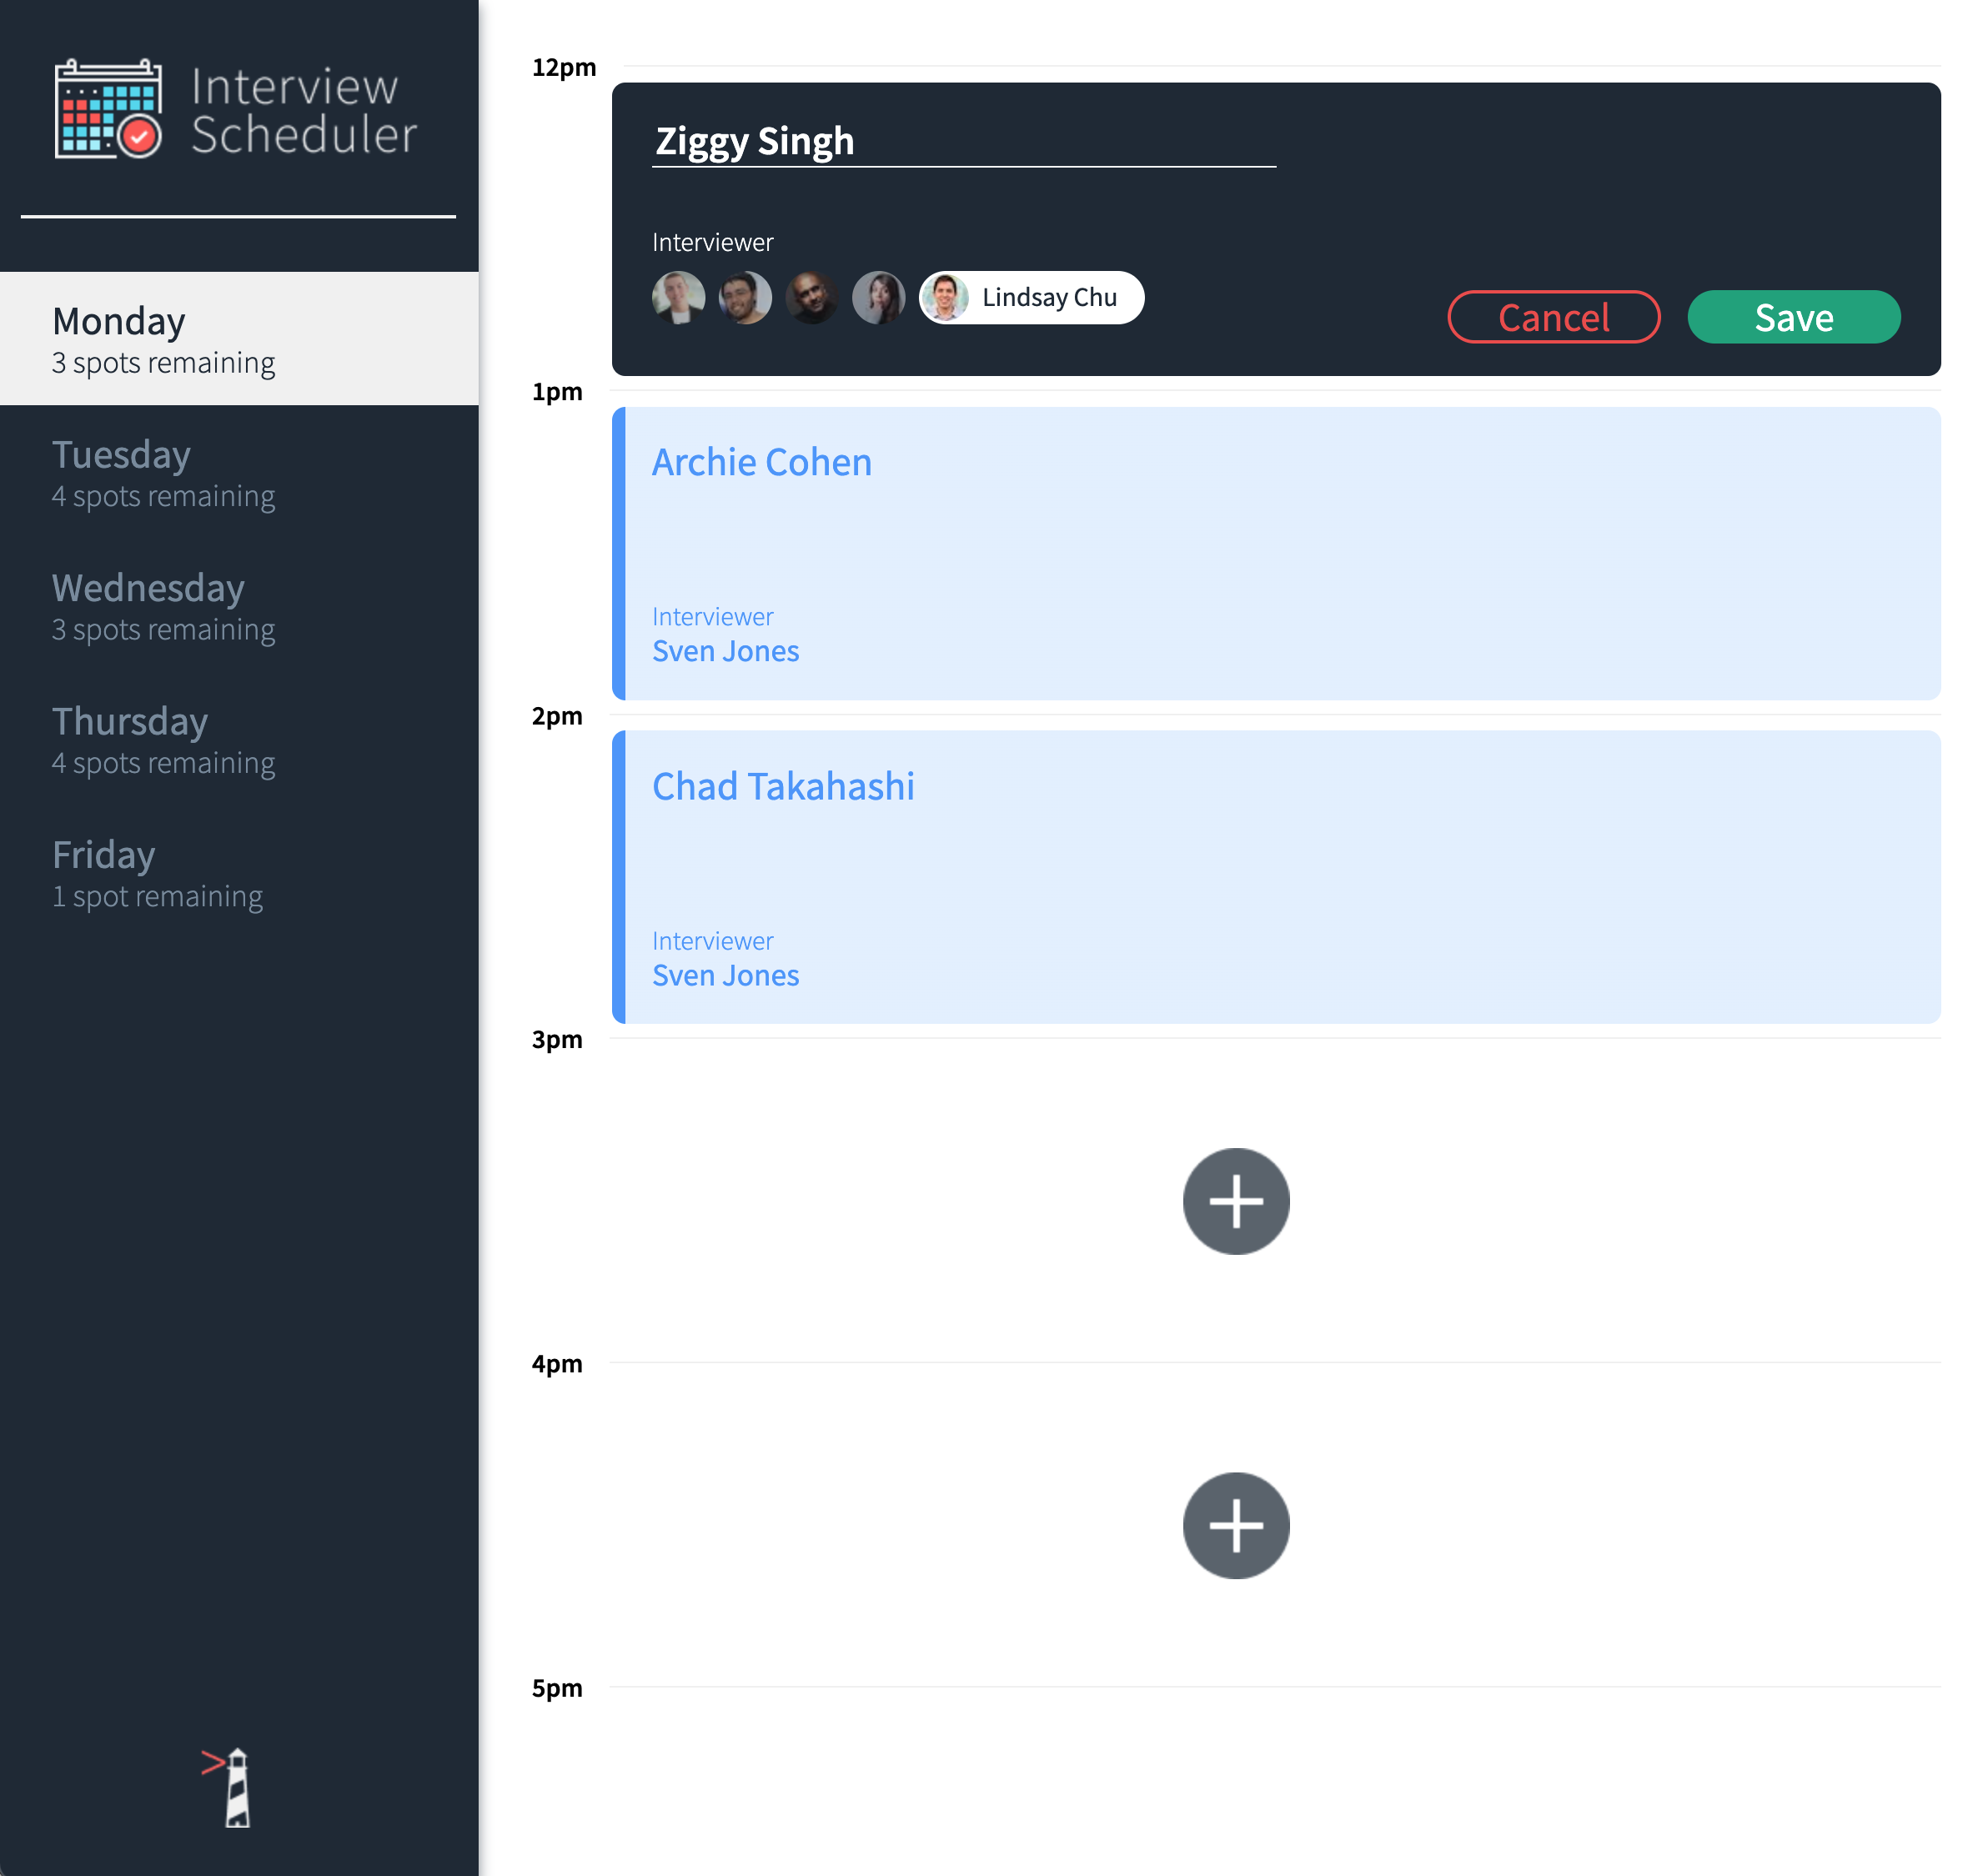 Interview
Scheduler
Monday
3 spots remaining
Tuesday
4 spots remaining
Wednesday
3 spots remaining
Thursday
4 spots remaining
Friday
1 spot remaining
12pm
Ziggy Singh
Interviewer
Lindsay Chu
Cancel
Save
1pm
Archie Cohen
Interviewer
Sven Jones
2pm
Chad Takahashi
Interviewer
Sven Jones
3pm
4pm
5pm